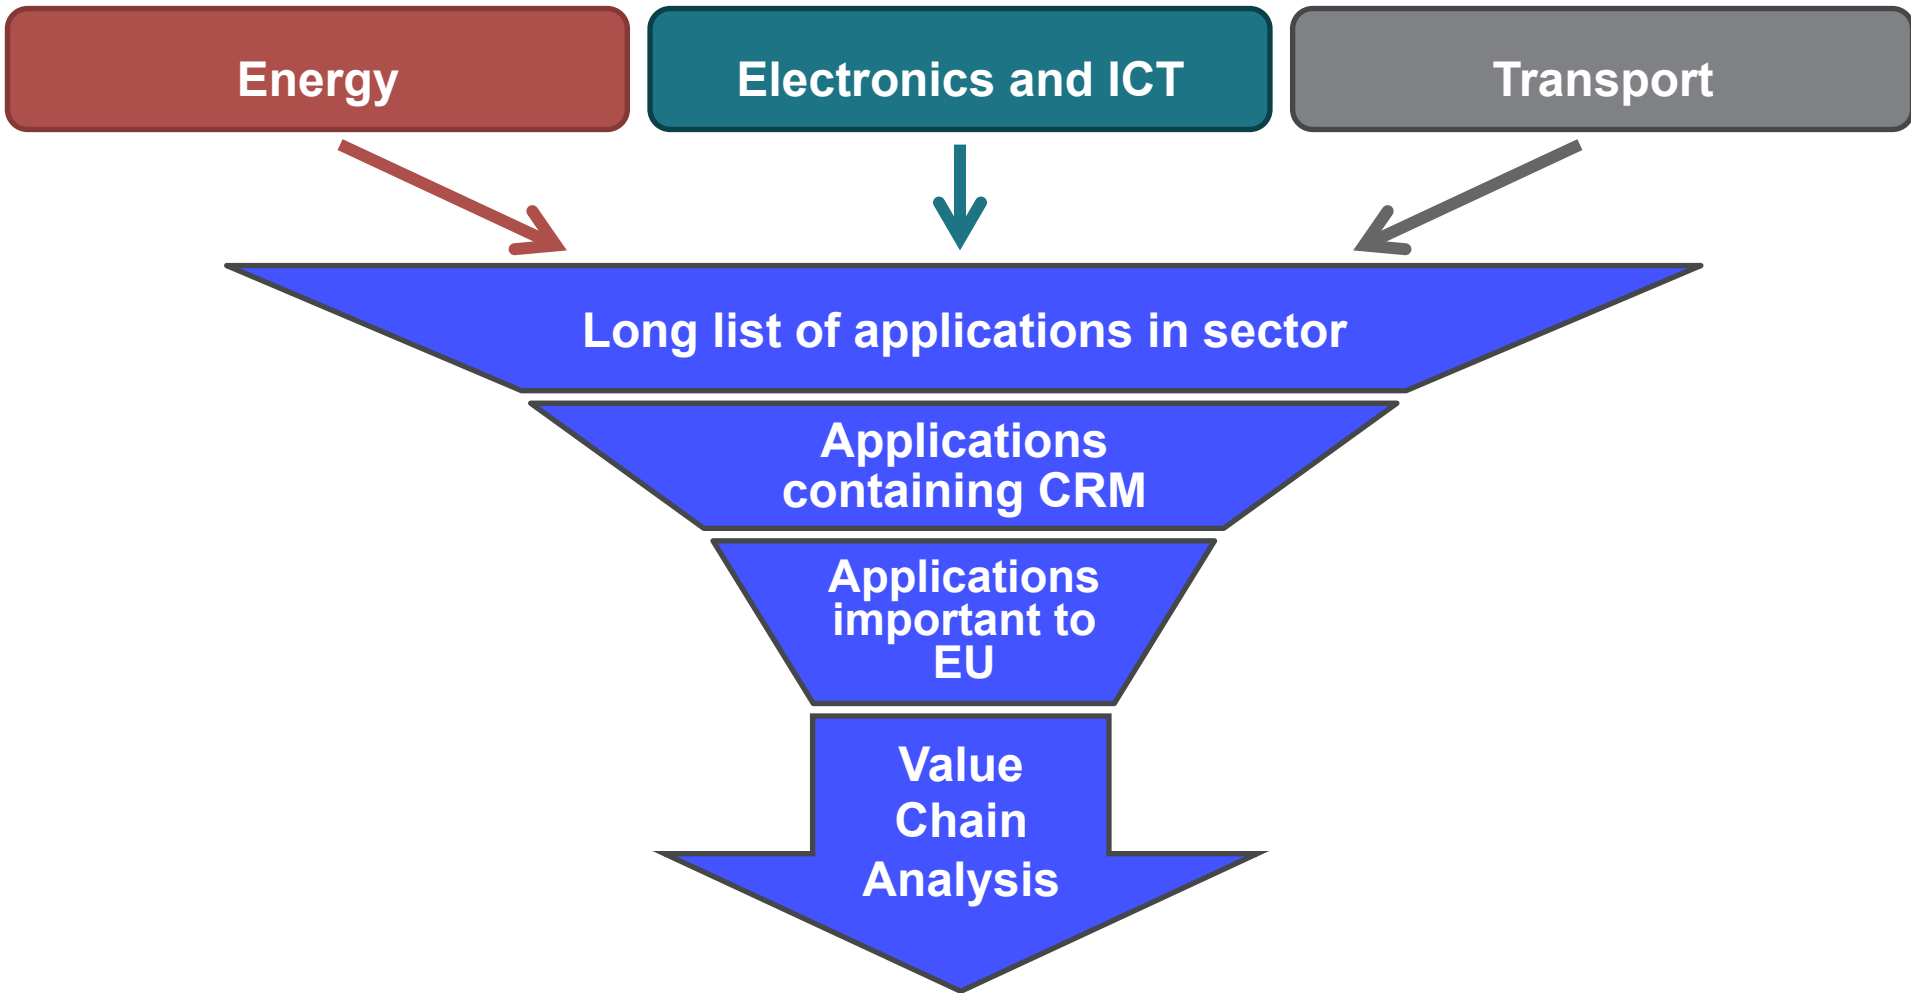 Energy
Electronics and ICT
Transport
Long list of applications in sector
Applications
containing CRM
Applications
important to
EU
Value
Chain
Analysis